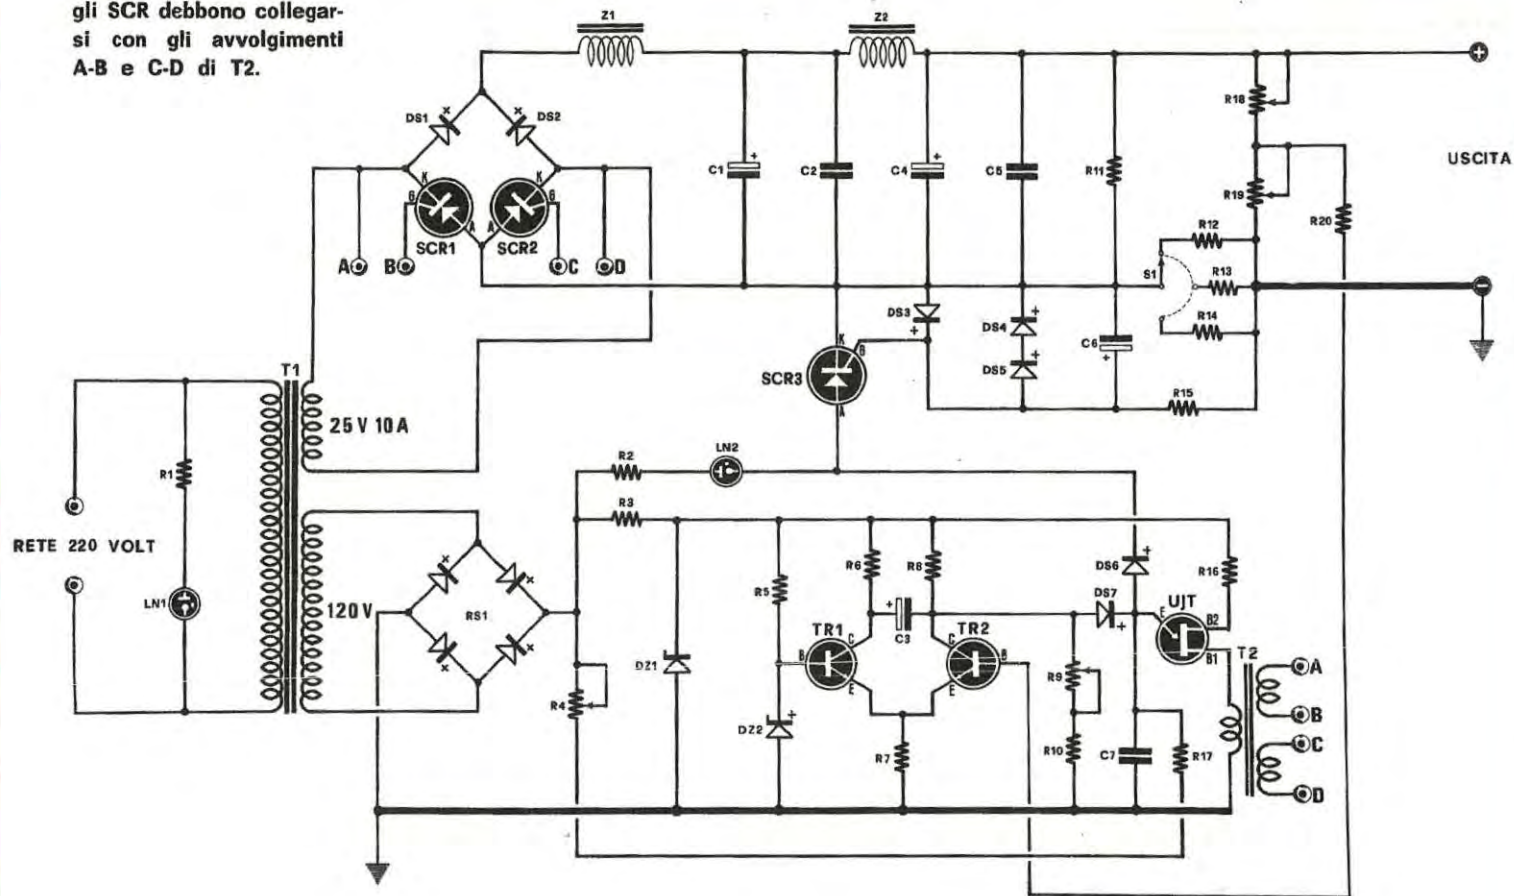 gli SCR debbono collegar-
si con gli avvolgimenti
A-B e C-D di T2.
Z1
Z2
DS1
DS2
C1
C2
C4
C5
R11
R18
R19
R20
USCITA
K
G
A
SCR1
K
G
A
SCR2
A
B
C
D
R12
S1
R13
R14
DS3
DS4
DS5
C6
R15
K
G
A
SCR3
T1
25V 10A
R1
RETE 220 VOLT
LN1
120V
RS1
R2
LN2
R3
R4
DZ1
R5
DZ2
R6
R8
C3
TR1
B
C
E
TR2
C
B
E
R7
R9
R10
DS6
DS7
C7
R17
R16
UJT
E
B2
B1
T2
A
B
C
D